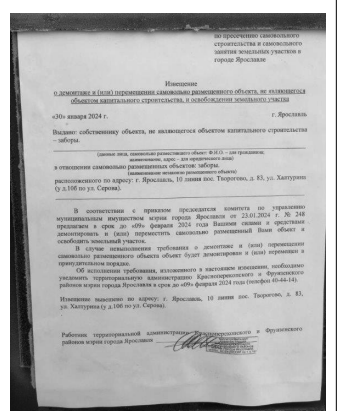 по пресечению самовольного
строительства и самовольного
занятия земельных участков в
городе Ярославле
Извещение
о демонтаже и (или) перемещении самовольно размещенного объекта, не являющегося
объектом капитального строительства, и освобождении земельного участка
«30» января 2024 г.
г. Ярославль
Выдано: собственнику объекта, не являющегося объектом капитального строительства
– заборы.
(данные лица, самовольно разместившего объект: Ф.И.О. - для гражданина;
наименование, адрес – для юридического лица)
в отношении самовольно размещенных объектов: заборы.
(наименование незаконно размещенного объекта)
расположенного по адресу: г. Ярославль, 10 линия пос. Творогово, д. 83, ул. Халтурина
(у д.10б по ул. Серова).
В соответствии с приказом председателя комитета по управлению
муниципальным имуществом мэрии города Ярославля от 23.01.2024 г. № 248
предлагаем в срок до «09» февраля 2024 года Вашими силами и средствами
демонтировать и (или) переместить самовольно размещенный Вами объект и
освободить земельный участок.
В случае невыполнения требования о демонтаже и (или) перемещении
самовольно размещенного объекта объект будет демонтирован и (или) перемещен в
принудительном порядке.
Об исполнении требования, изложенного в настоящем извещении, необходимо
уведомить территориальную администрацию Красноперекопского и Фрунзенского
районов мэрии города Ярославля в срок до «09» февраля 2024 года (телефон 40-44-14).
Извещение вывешено по адресу: г. Ярославль, 10 линия пос. Творогово, д. 83,
ул. Халтурина (у д.10б по ул. Серова).
Работник территориальной администрации Красноперекопского и Фрунзенского
районов мэрии города Ярославля